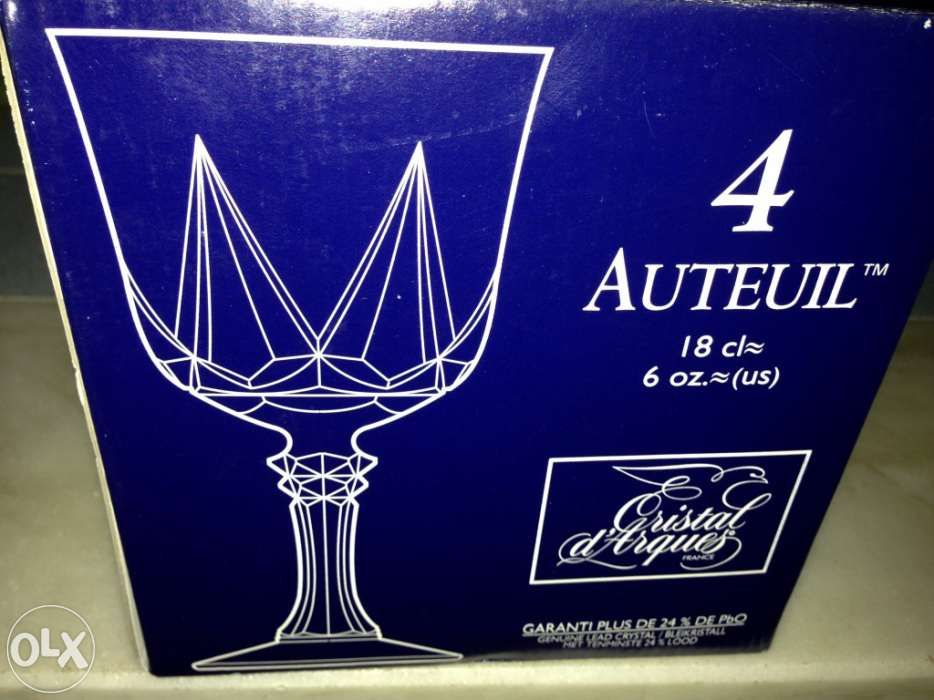 4
AUTEUIL™
18 cl≈
6 oz.≈(us)
Cristal
d'Arques®
FRANCE
GARANTI PLUS DE 24 % DE PbO
GENUINE LEAD CRYSTAL / BLEIKRISTALL
MET TENMINSTE 24 % LOOD
OLX